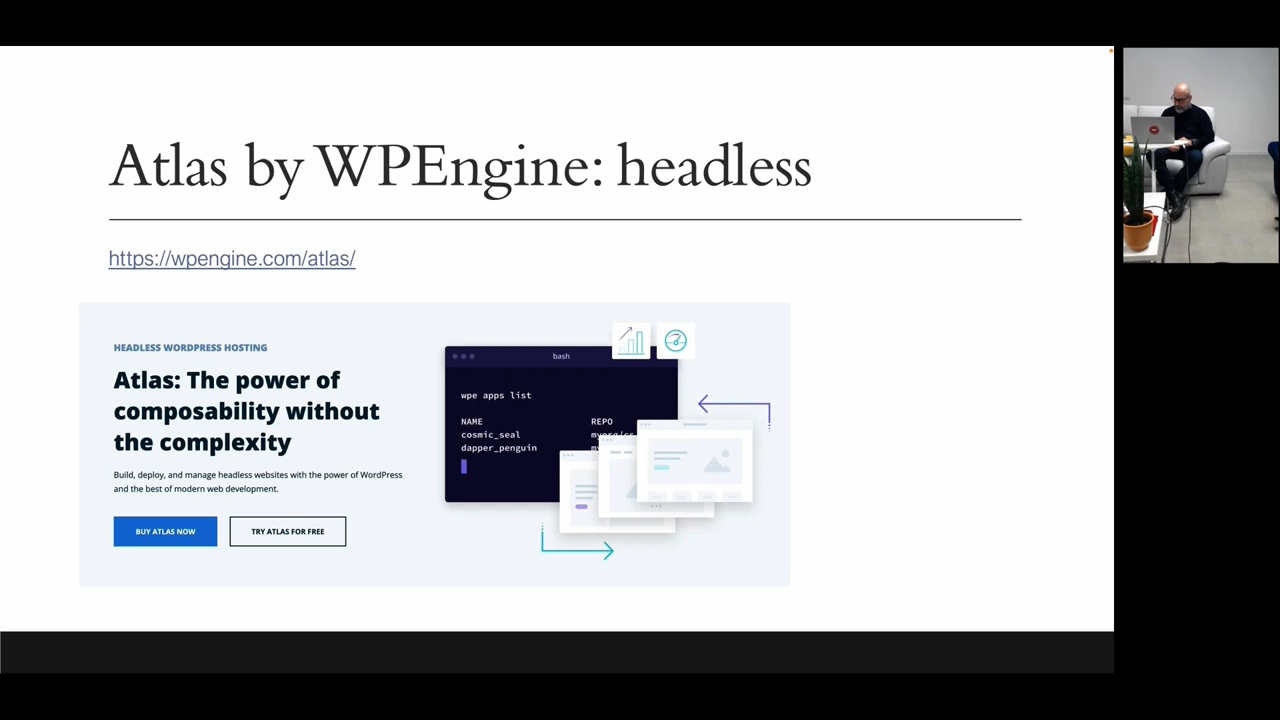 Atlas by WPEngine: headless
https://wpengine.com/atlas/
HEADLESS WORDPRESS HOSTING
Atlas: The power of
composability without
the complexity
Build, deploy, and manage headless websites with the power of WordPress
and the best of modern web development.
BUY ATLAS NOW
TRY ATLAS FOR FREE
bash
wpe apps list
NAME REPO
cosmic_seal
dapper_penguin